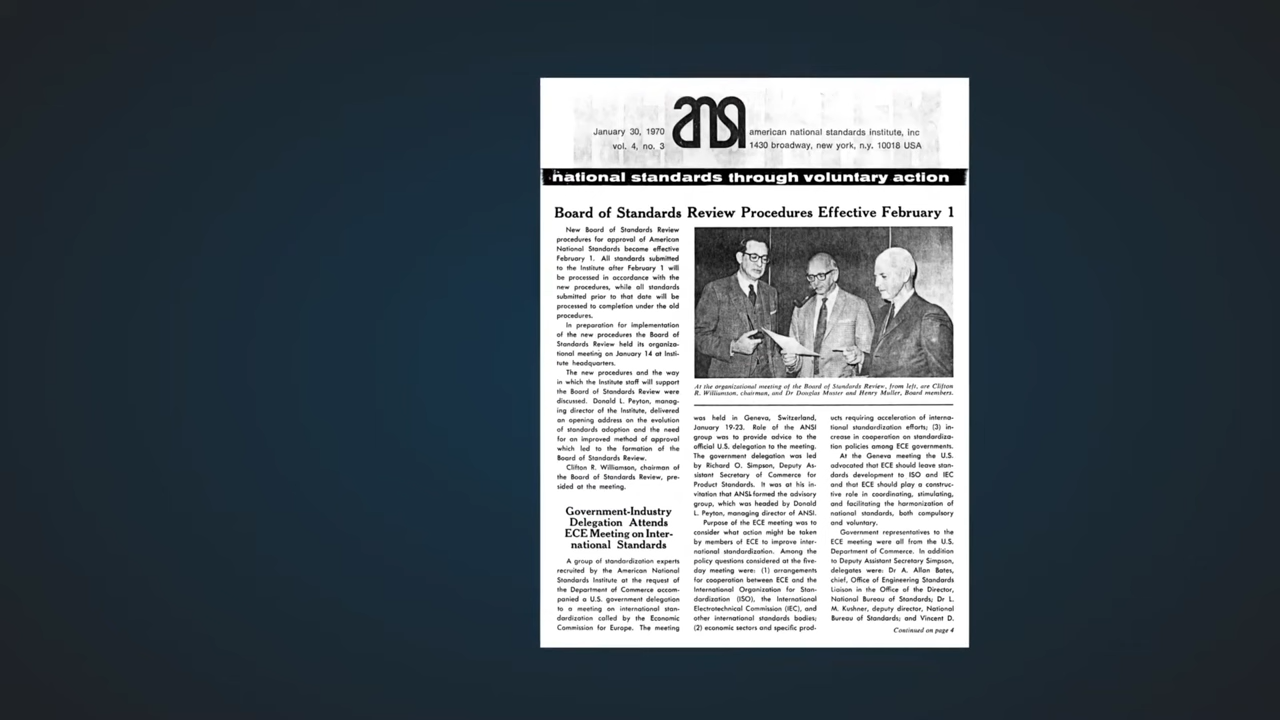 January 30, 1970
vol. 4, no. 3
ansi
american national standards institute, inc
1430 broadway, new york, n.y. 10018 USA
national standards through voluntary action
Board of Standards Review Procedures Effective February 1
New Board of Standards Review
procedures for approval of American
National Standards become effective
February 1. All standards submitted
to the Institute after February 1 will
be processed in accordance with the
new procedures, while all standards
submitted prior to that date will be
processed to completion under the old
procedures.
In preparation for implementation
of the new procedures the Board of
Standards Review held its organiza-
tional meeting on January 14 at Insti-
tute headquarters.
The new procedures and the way
in which the Institute staff will support
the Board of Standards Review were
discussed. Donald L. Peyton, manag-
ing director of the Institute, delivered
an opening address on the evolution
of standards adoption and the need
for an improved method of approval
which led to the formation of the
Board of Standards Review.
Clifton R. Williamson, chairman of
the Board of Standards Review, pre-
sided at the meeting.
Government-Industry
Delegation Attends
ECE Meeting on Inter-
national Standards
A group of standardization experts
recruited by the American National
Standards Institute at the request of
the Department of Commerce accom-
panied a U.S. government delegation
to a meeting on international stan-
dardization called by the Economic
Commission for Europe. The meeting
At the organizational meeting of the Board of Standards Review, from left, are Clifton
R. Williamson, chairman, and Dr Douglas Muster and Henry Muller, Board members.
was held in Geneva, Switzerland,
January 19-23. Role of the ANSI
group was to provide advice to the
official U.S. delegation to the meeting.
The government delegation was led
by Richard O. Simpson, Deputy As-
sistant Secretary of Commerce for
Product Standards. It was at his in-
vitation that ANSI formed the advisory
group, which was headed by Donald
L. Peyton, managing director of ANSI.
Purpose of the ECE meeting was to
consider what action might be taken
by members of ECE to improve inter-
national standardization. Among the
policy questions considered at the five-
day meeting were: (1) arrangements
for cooperation between ECE and the
International Organization for Stan-
dardization (ISO), the International
Electrotechnical Commission (IEC), and
other international standards bodies;
(2) economic sectors and specific prod-
ucts requiring acceleration of interna-
tional standardization efforts; (3) in-
crease in cooperation on standardiza-
tion policies among ECE governments.
At the Geneva meeting the U.S.
advocated that ECE should leave stan-
dards development to ISO and IEC
and that ECE should play a construc-
tive role in coordinating, stimulating,
and facilitating the harmonization of
national standards, both compulsory
and voluntary.
Government representatives to the
ECE meeting were all from the U.S.
Department of Commerce. In addition
to Deputy Assistant Secretary Simpson,
delegates were: Dr A. Allan Bates,
chief, Office of Engineering Standards
Liaison in the Office of the Director,
National Bureau of Standards; Dr L.
M. Kushner, deputy director, National
Bureau of Standards; and Vincent D.
Continued on page 4